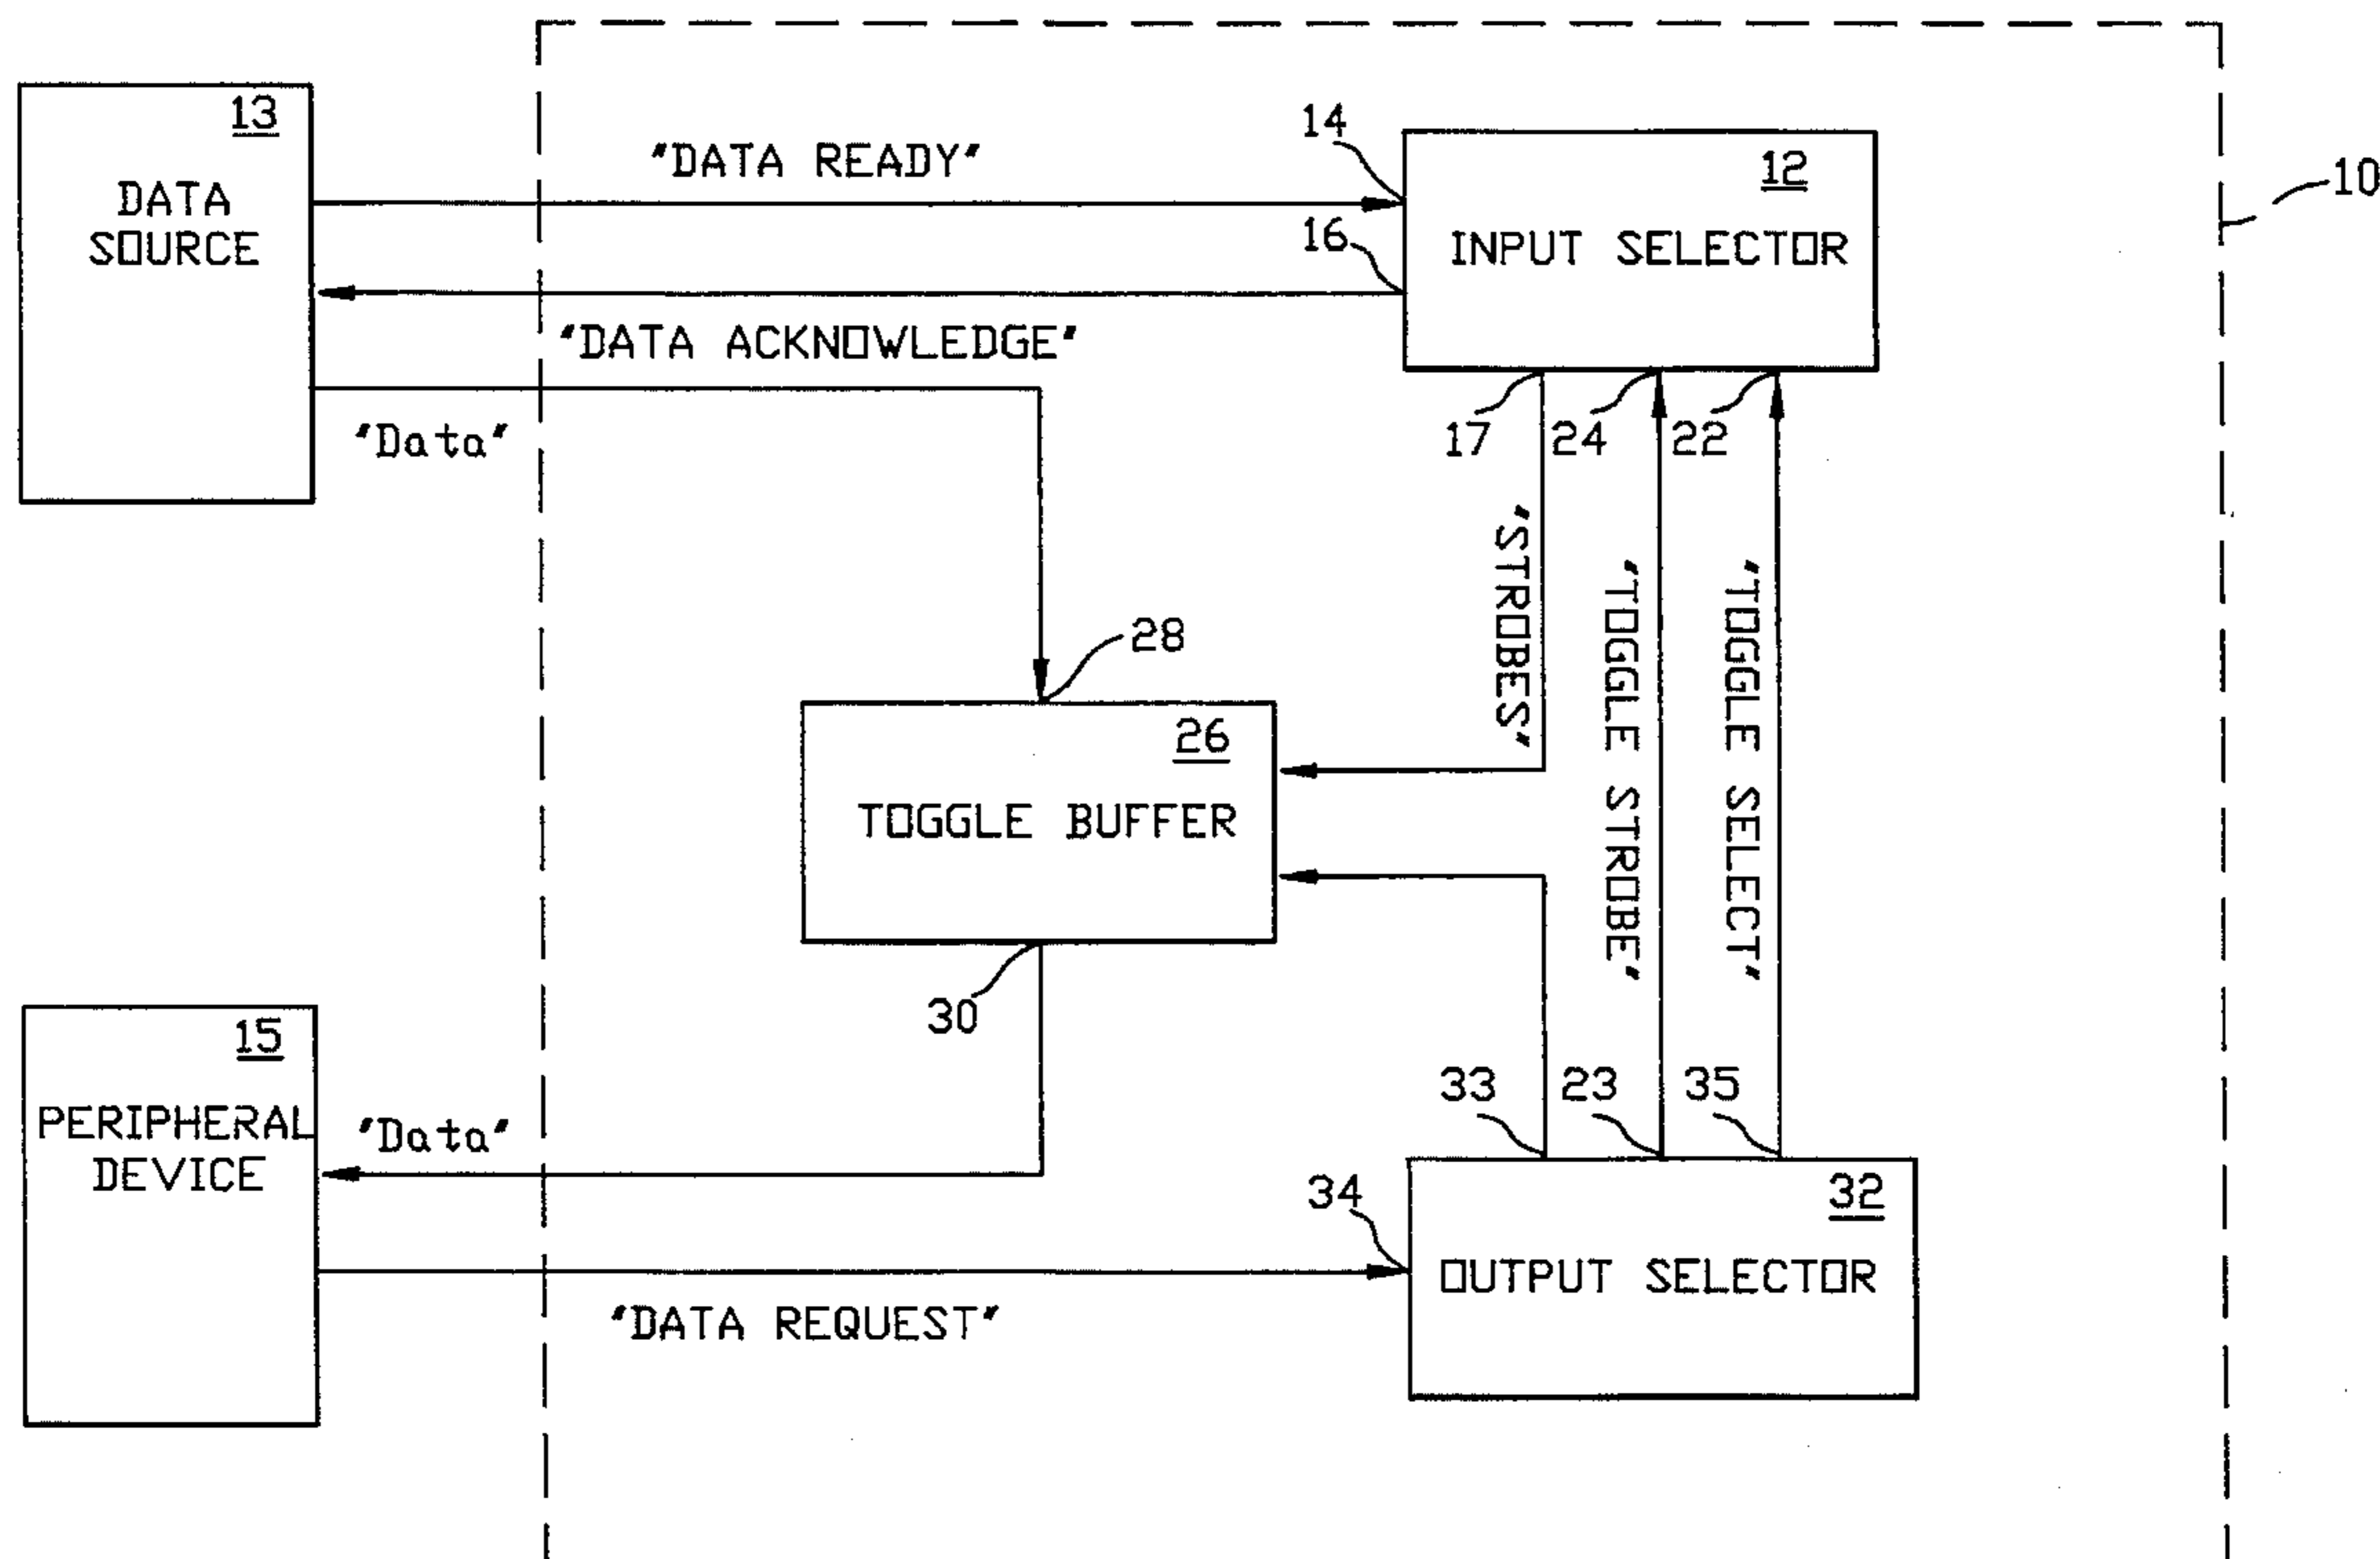 13
DATA
SOURCE
"DATA READY"
"DATA ACKNOWLEDGE"
"Data"
14
16
12
INPUT SELECTOR
10
17
24
22
"STROBES"
"TOGGLE STROBE"
"TOGGLE SELECT"
28
26
TOGGLE BUFFER
30
15
PERIPHERAL
DEVICE
"Data"
"DATA REQUEST"
33
23
35
34
32
OUTPUT SELECTOR